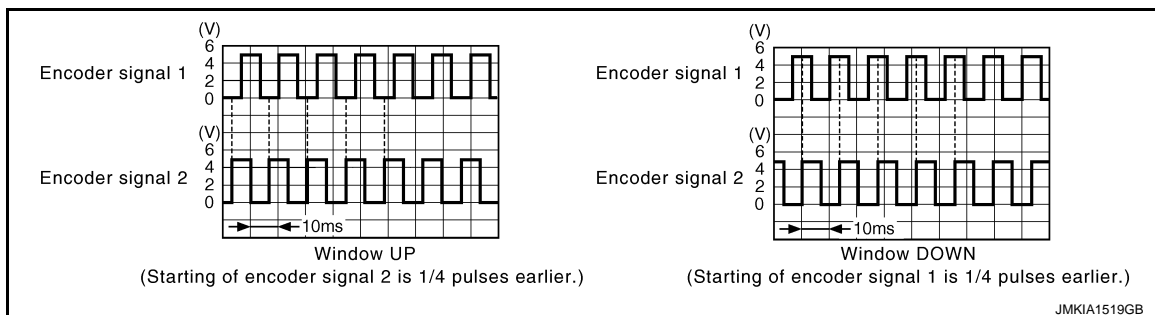 (V)
6
4
2
0
Encoder signal 1
(V)
6
4
2
0
Encoder signal 2
10ms
Window UP
(Starting of encoder signal 2 is 1/4 pulses earlier.)
(V)
6
4
2
0
Encoder signal 1
(V)
6
4
2
0
Encoder signal 2
10ms
Window DOWN
(Starting of encoder signal 1 is 1/4 pulses earlier.)
JMKIA1519GB